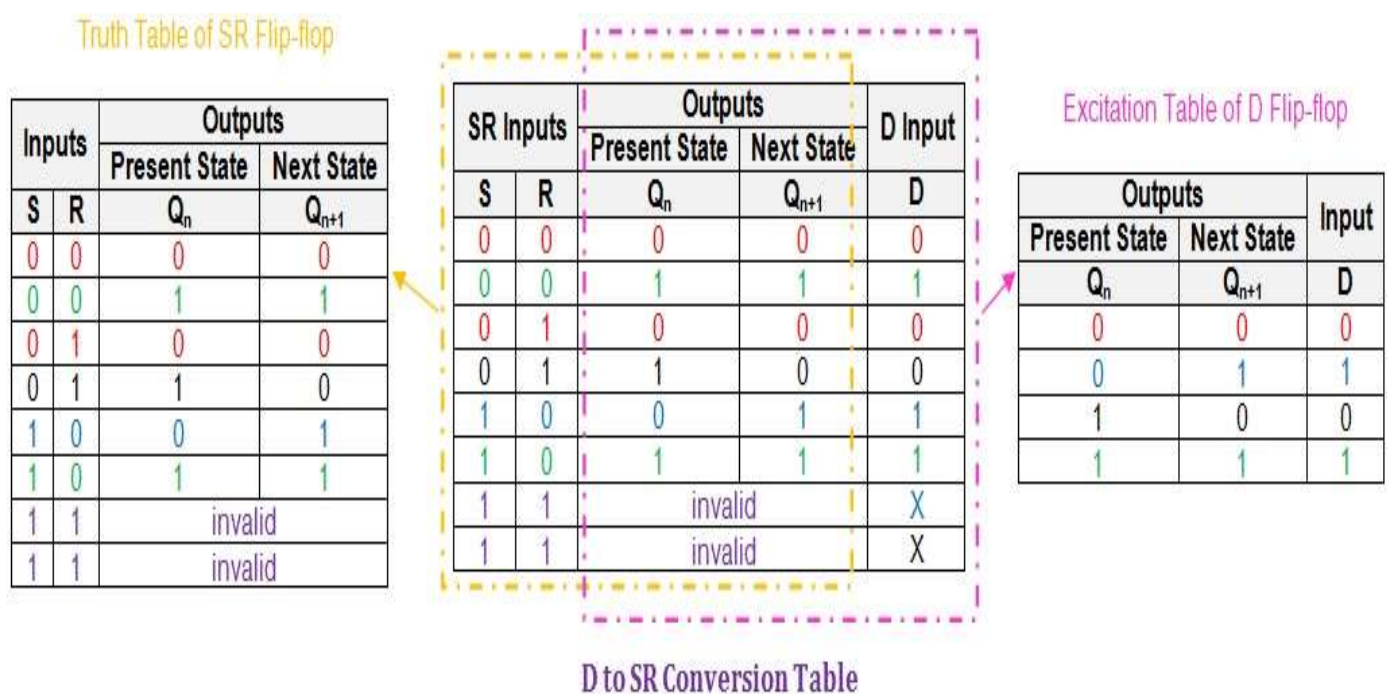 Truth Table of SR Flip-flop
Inputs Outputs
Present State Next State
S R Qn Qn+1
0 0 0 0
0 0 1 1
0 1 0 0
0 1 1 0
1 0 0 1
1 0 1 1
1 1 invalid
1 1 invalid
SR Inputs Outputs D Input
Present State Next State
S R Qn Qn+1 D
0 0 0 0 0
0 0 1 1 1
0 1 0 0 0
0 1 1 0 0
1 0 0 1 1
1 0 1 1 1
1 1 invalid X
1 1 invalid X
Excitation Table of D Flip-flop
Outputs Input
Present State Next State
Qn Qn+1 D
0 0 0
0 1 1
1 0 0
1 1 1
D to SR Conversion Table